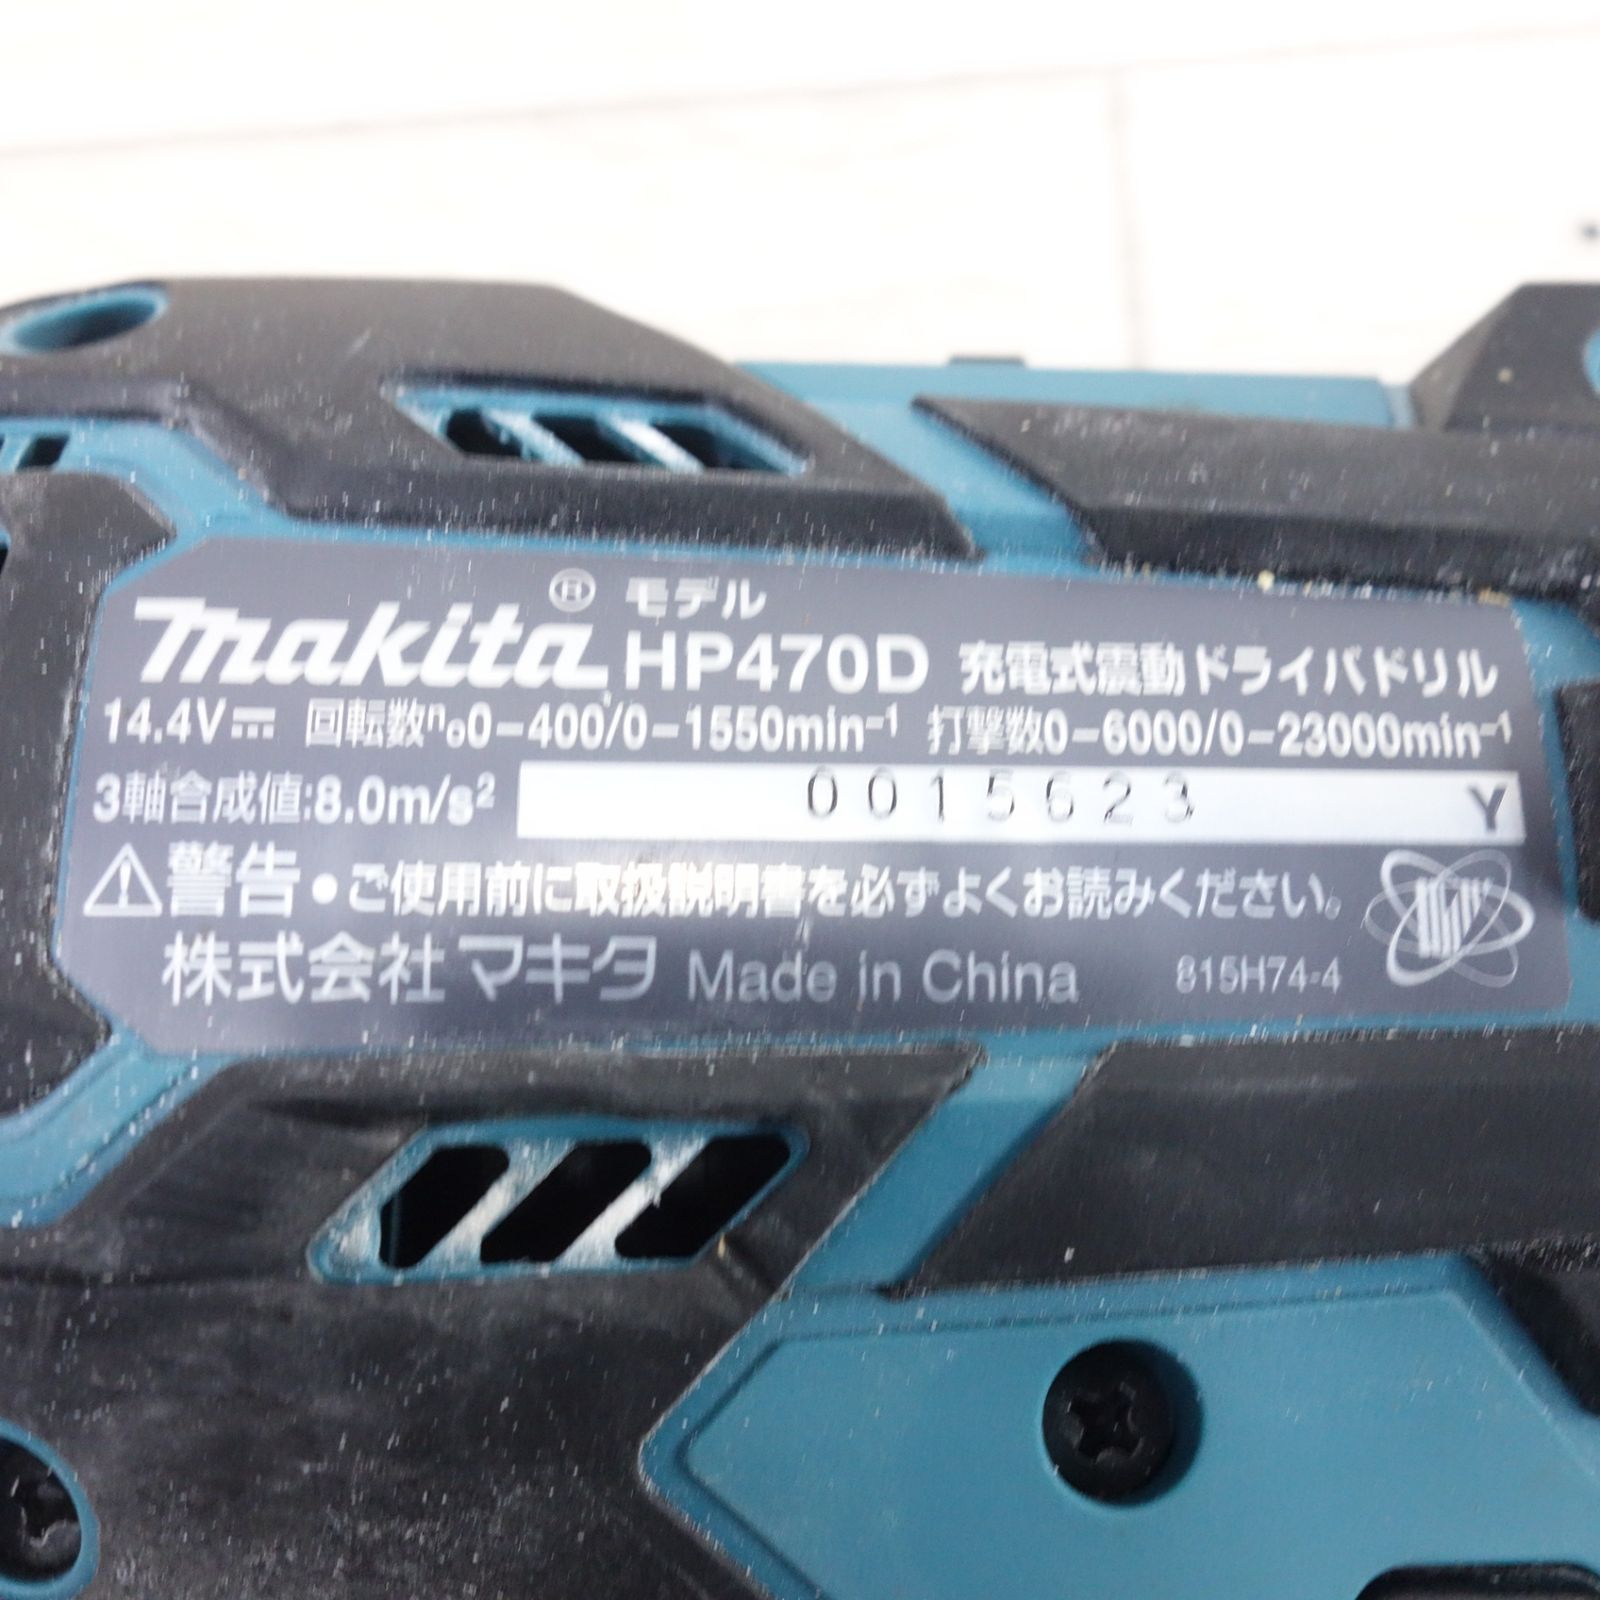 makita® モデル HP470D 充電式震動ドライバドリル
14.4V⎓ 回転数n₀0-400/0-1550min⁻¹ 打撃数0-6000/0-23000min⁻¹
3軸合成値:8.0m/s² 0015623 Y
⚠警告 ●ご使用前に取扱説明書を必ずよくお読みください。
株式会社マキタ Made in China 815H74-4